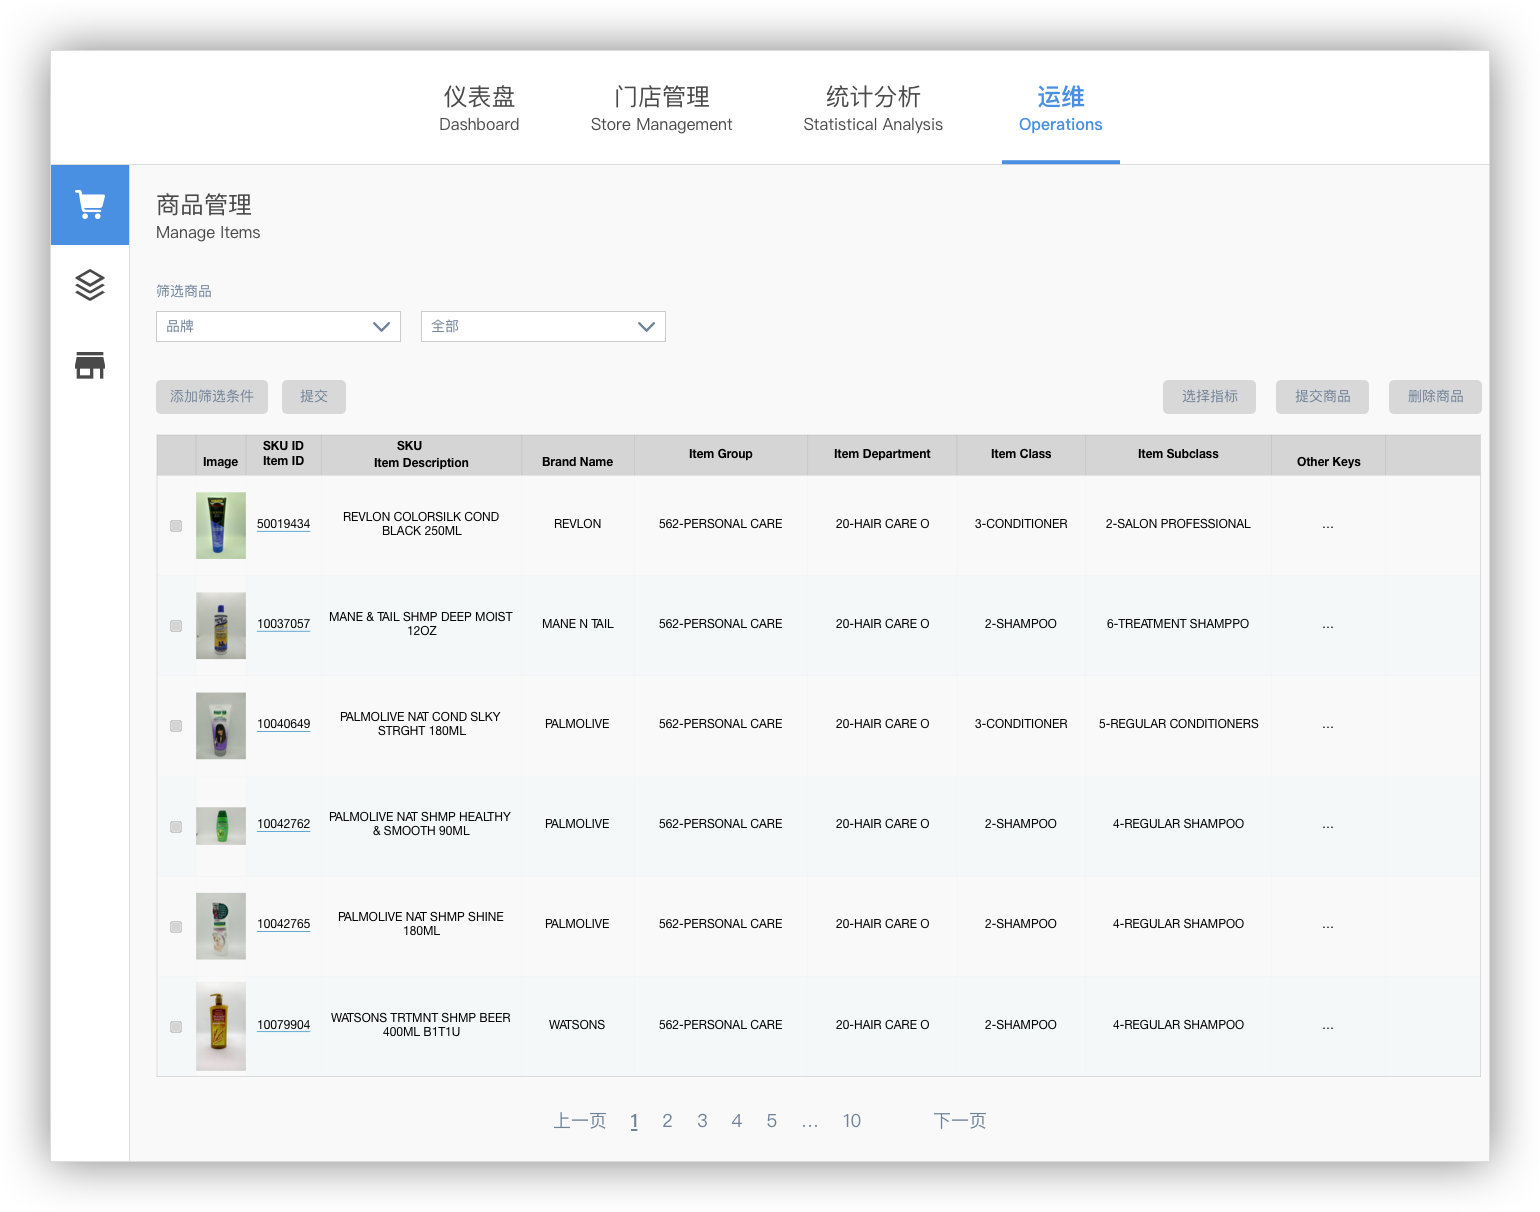 仪表盘
Dashboard
门店管理
Store Management
统计分析
Statistical Analysis
运维
Operations
商品管理
Manage Items
筛选商品
品牌
全部
添加筛选条件
提交
选择指标
提交商品
删除商品
Image
SKU ID
Item ID
SKU
Item Description
Brand Name
Item Group
Item Department
Item Class
Item Subclass
Other Keys
50019434
REVLON COLORSILK COND
BLACK 250ML
REVLON
562-PERSONAL CARE
20-HAIR CARE O
3-CONDITIONER
2-SALON PROFESSIONAL
...
10037057
MANE & TAIL SHMP DEEP MOIST
12OZ
MANE N TAIL
562-PERSONAL CARE
20-HAIR CARE O
2-SHAMPOO
6-TREATMENT SHAMPPO
...
10040649
PALMOLIVE NAT COND SLKY
STRGHT 180ML
PALMOLIVE
562-PERSONAL CARE
20-HAIR CARE O
3-CONDITIONER
5-REGULAR CONDITIONERS
...
10042762
PALMOLIVE NAT SHMP HEALTHY
& SMOOTH 90ML
PALMOLIVE
562-PERSONAL CARE
20-HAIR CARE O
2-SHAMPOO
4-REGULAR SHAMPOO
...
10042765
PALMOLIVE NAT SHMP SHINE
180ML
PALMOLIVE
562-PERSONAL CARE
20-HAIR CARE O
2-SHAMPOO
4-REGULAR SHAMPOO
...
10079904
WATSONS TRTMNT SHMP BEER
400ML B1T1U
WATSONS
562-PERSONAL CARE
20-HAIR CARE O
2-SHAMPOO
4-REGULAR SHAMPOO
...
上一页 1 2 3 4 5 ... 10 下一页